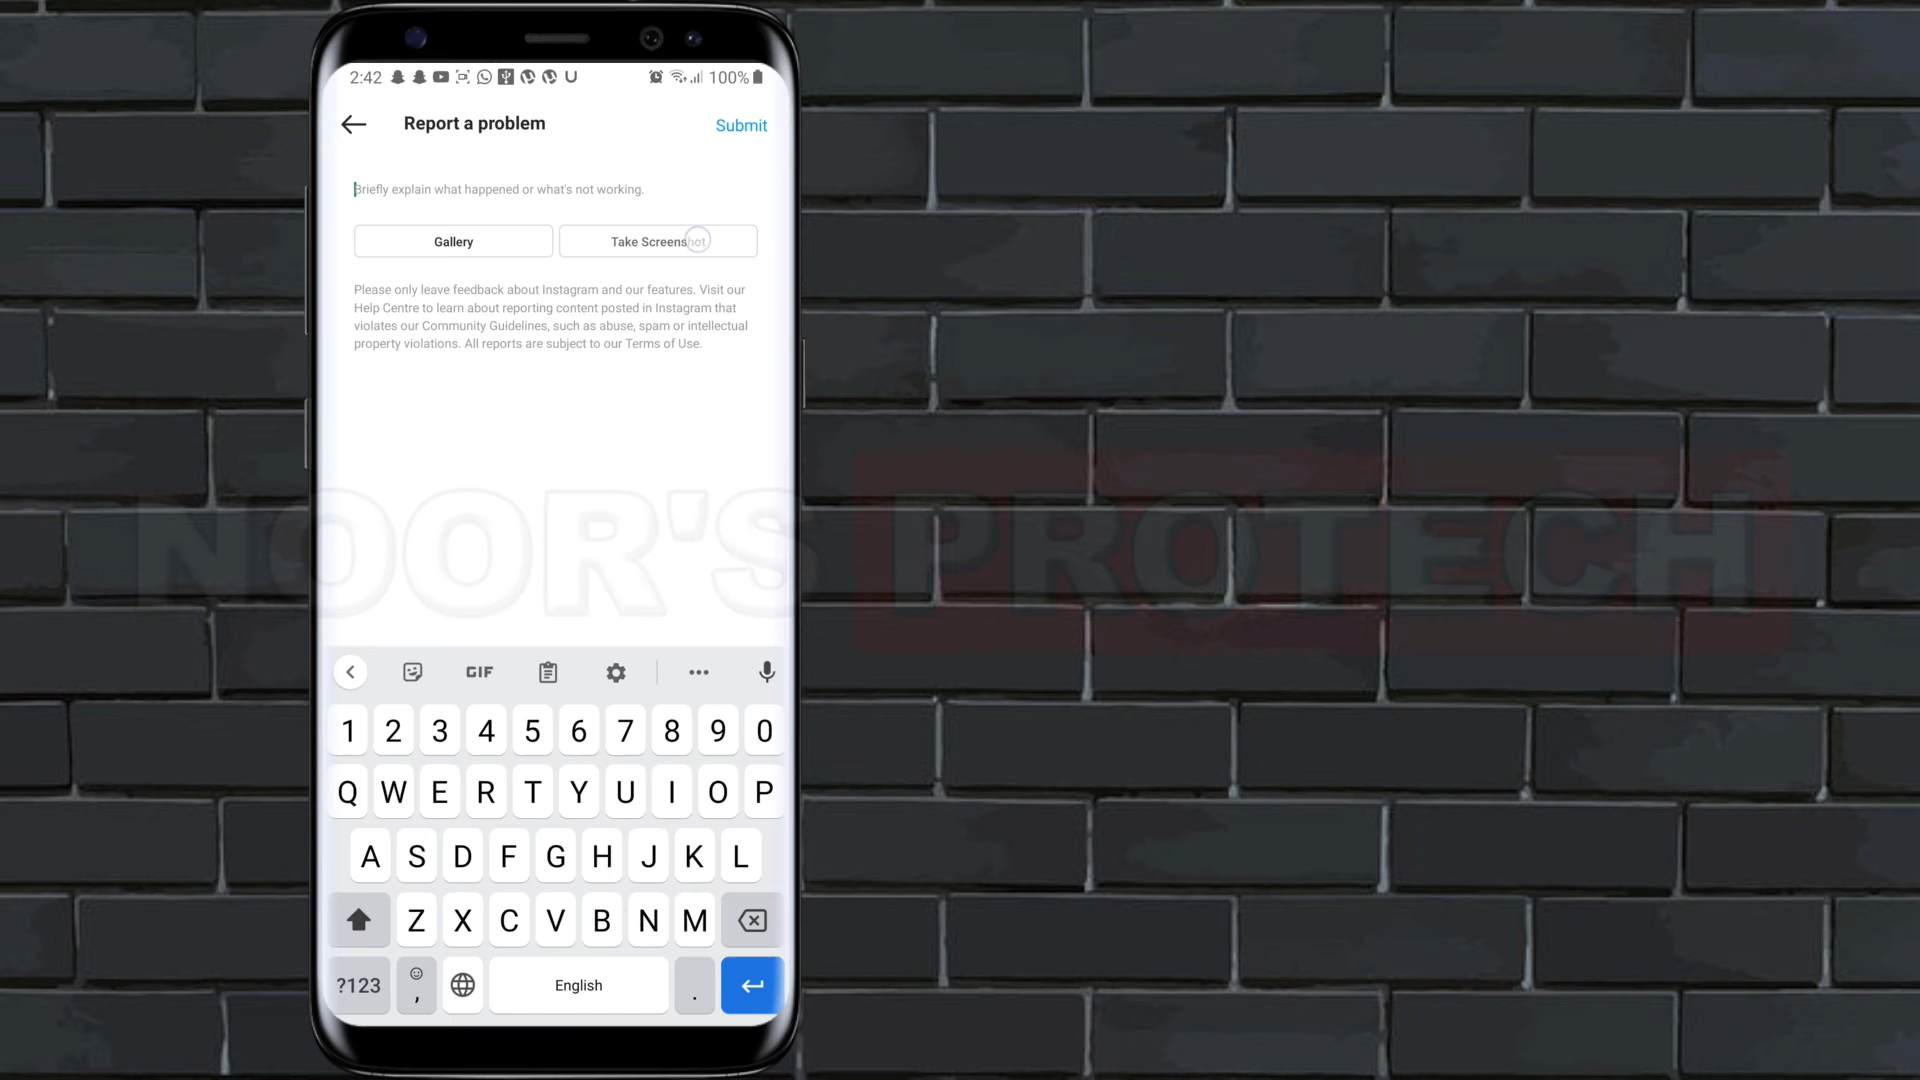 2:42
100%
Report a problem
Submit
Briefly explain what happened or what's not working.
Gallery
Take Screenshot
Please only leave feedback about Instagram and our features. Visit our
Help Centre to learn about reporting content posted in Instagram that
violates our Community Guidelines, such as abuse, spam or intellectual
property violations. All reports are subject to our Terms of Use.
NOOR'S PROTECH
GIF
1 2 3 4 5 6 7 8 9 0
Q W E R T Y U I O P
A S D F G H J K L
Z X C V B N M
?123 , English .